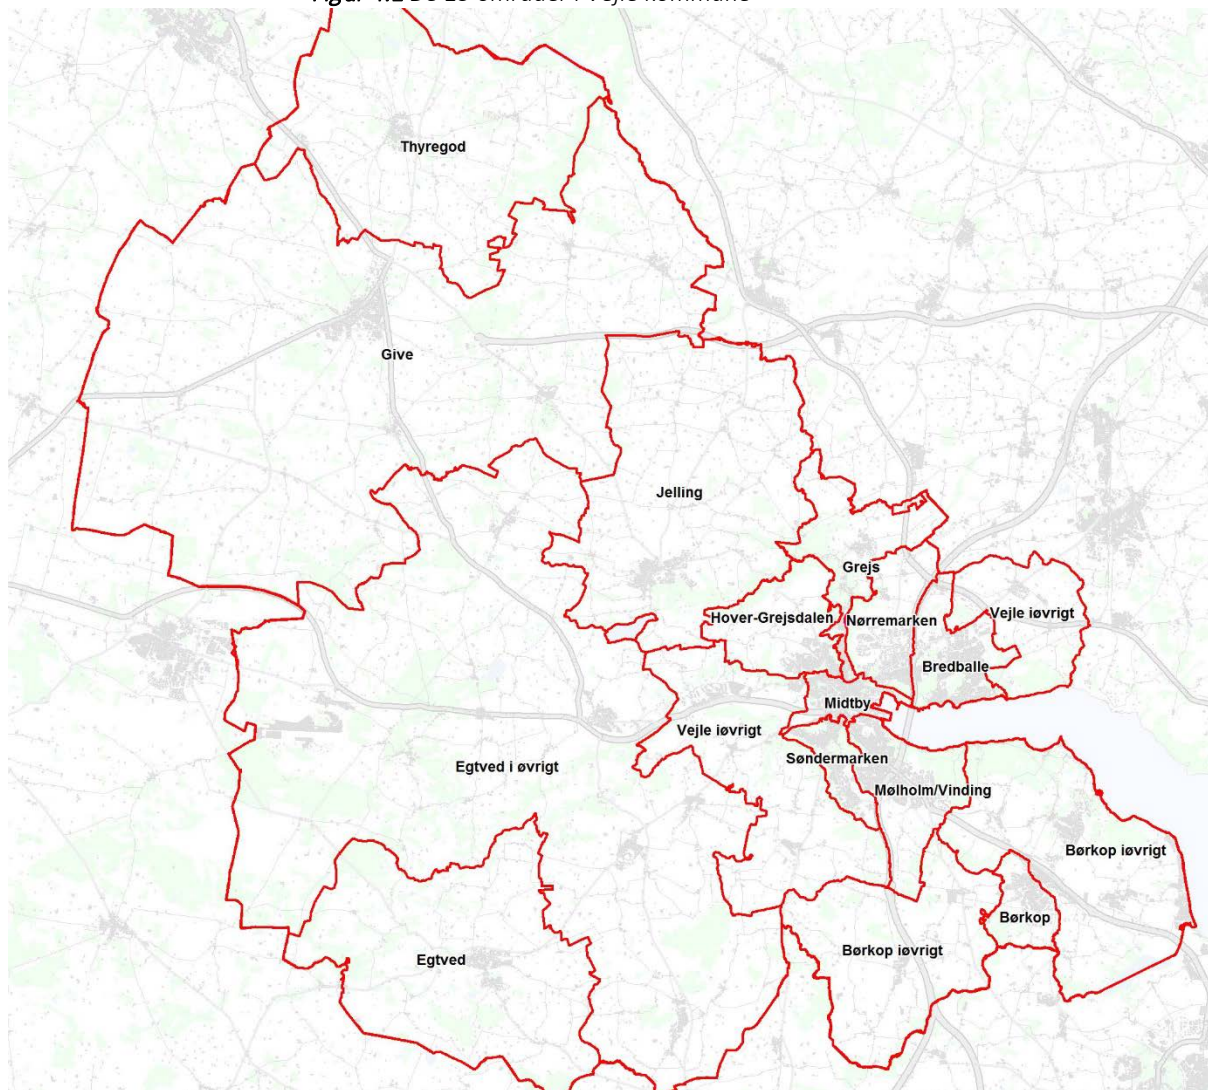 Thyregod
Give
Jelling
Grejs
Hover-Grejsdalen
Nørremarken
Vejle iøvrigt
Bredballe
Midtby
Vejle iøvrigt
Søndermarken
Egtved i øvrigt
Mølholm/Vinding
Børkop iøvrigt
Børkop
Børkop iøvrigt
Egtved